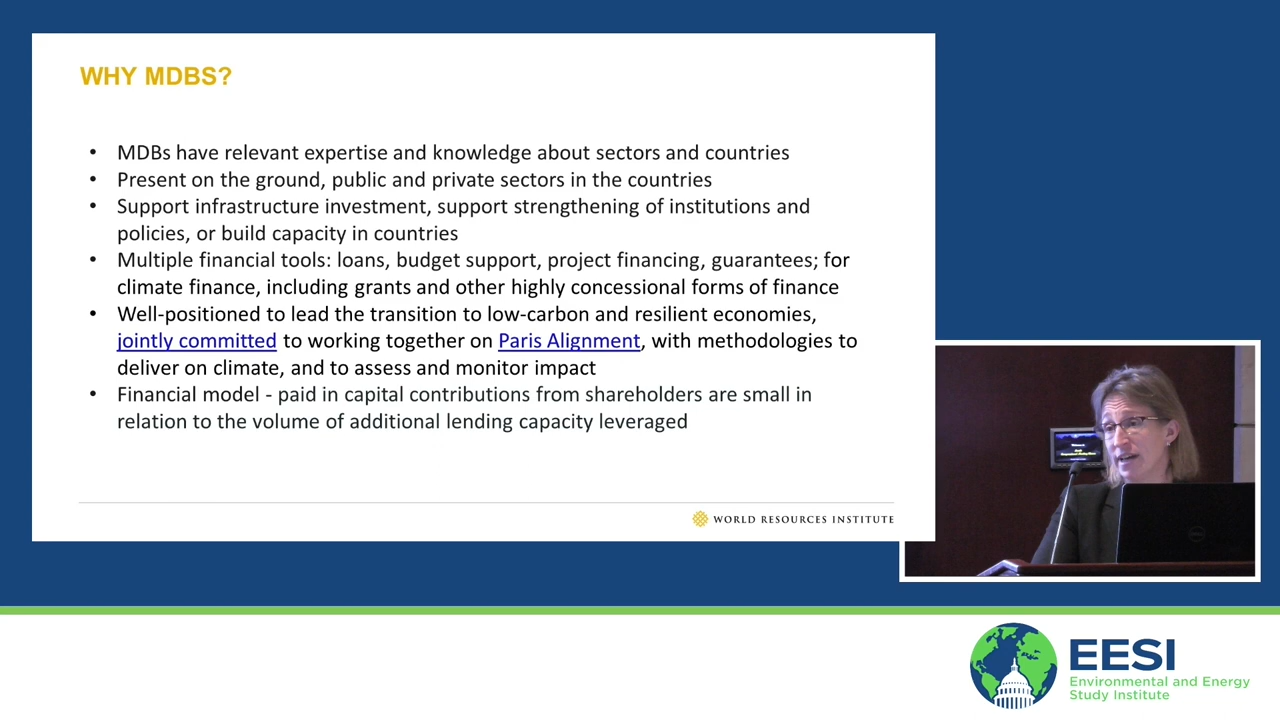 WHY MDBS?
• MDBs have relevant expertise and knowledge about sectors and countries
• Present on the ground, public and private sectors in the countries
• Support infrastructure investment, support strengthening of institutions and
policies, or build capacity in countries
• Multiple financial tools: loans, budget support, project financing, guarantees; for
climate finance, including grants and other highly concessional forms of finance
• Well-positioned to lead the transition to low-carbon and resilient economies,
jointly committed to working together on Paris Alignment, with methodologies to
deliver on climate, and to assess and monitor impact
• Financial model - paid in capital contributions from shareholders are small in
relation to the volume of additional lending capacity leveraged
WORLD RESOURCES INSTITUTE
EESI
Environmental and Energy
Study Institute